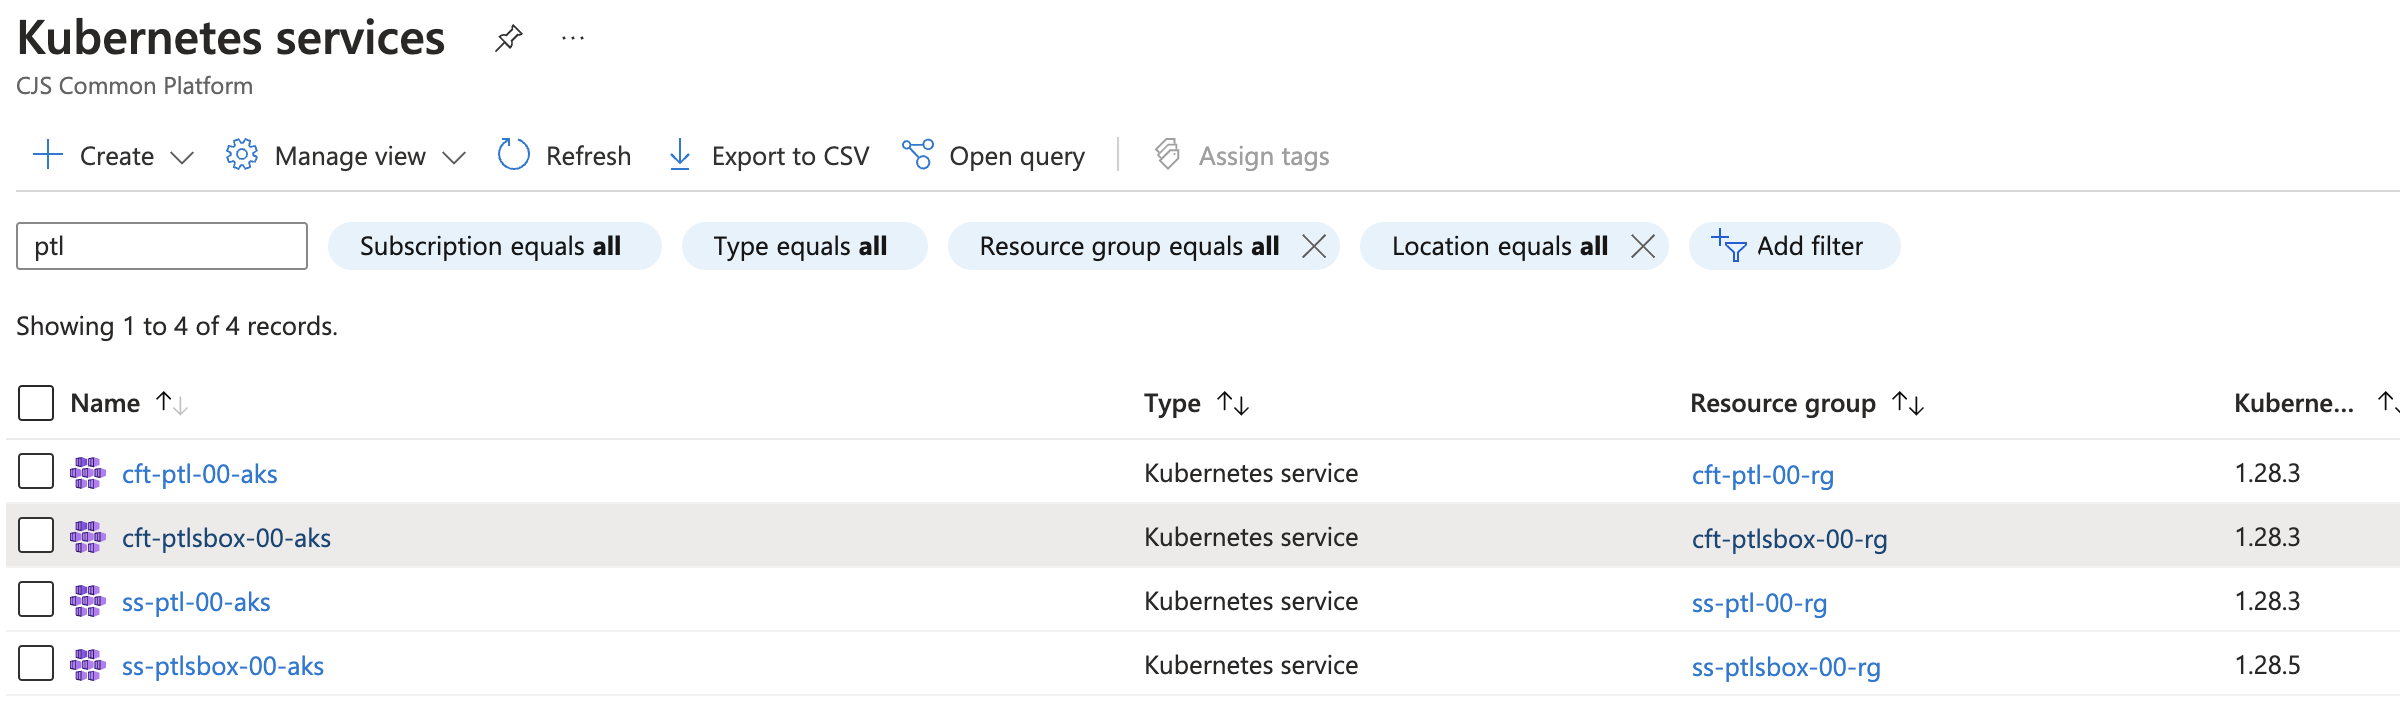 Kubernetes services
CJS Common Platform
Create Manage view Refresh Export to CSV Open query Assign tags
ptl Subscription equals all Type equals all Resource group equals all Location equals all Add filter
Showing 1 to 4 of 4 records.
Name Type Resource group Kuberne...
cft-ptl-00-aks Kubernetes service cft-ptl-00-rg 1.28.3
cft-ptlsbox-00-aks Kubernetes service cft-ptlsbox-00-rg 1.28.3
ss-ptl-00-aks Kubernetes service ss-ptl-00-rg 1.28.3
ss-ptlsbox-00-aks Kubernetes service ss-ptlsbox-00-rg 1.28.5